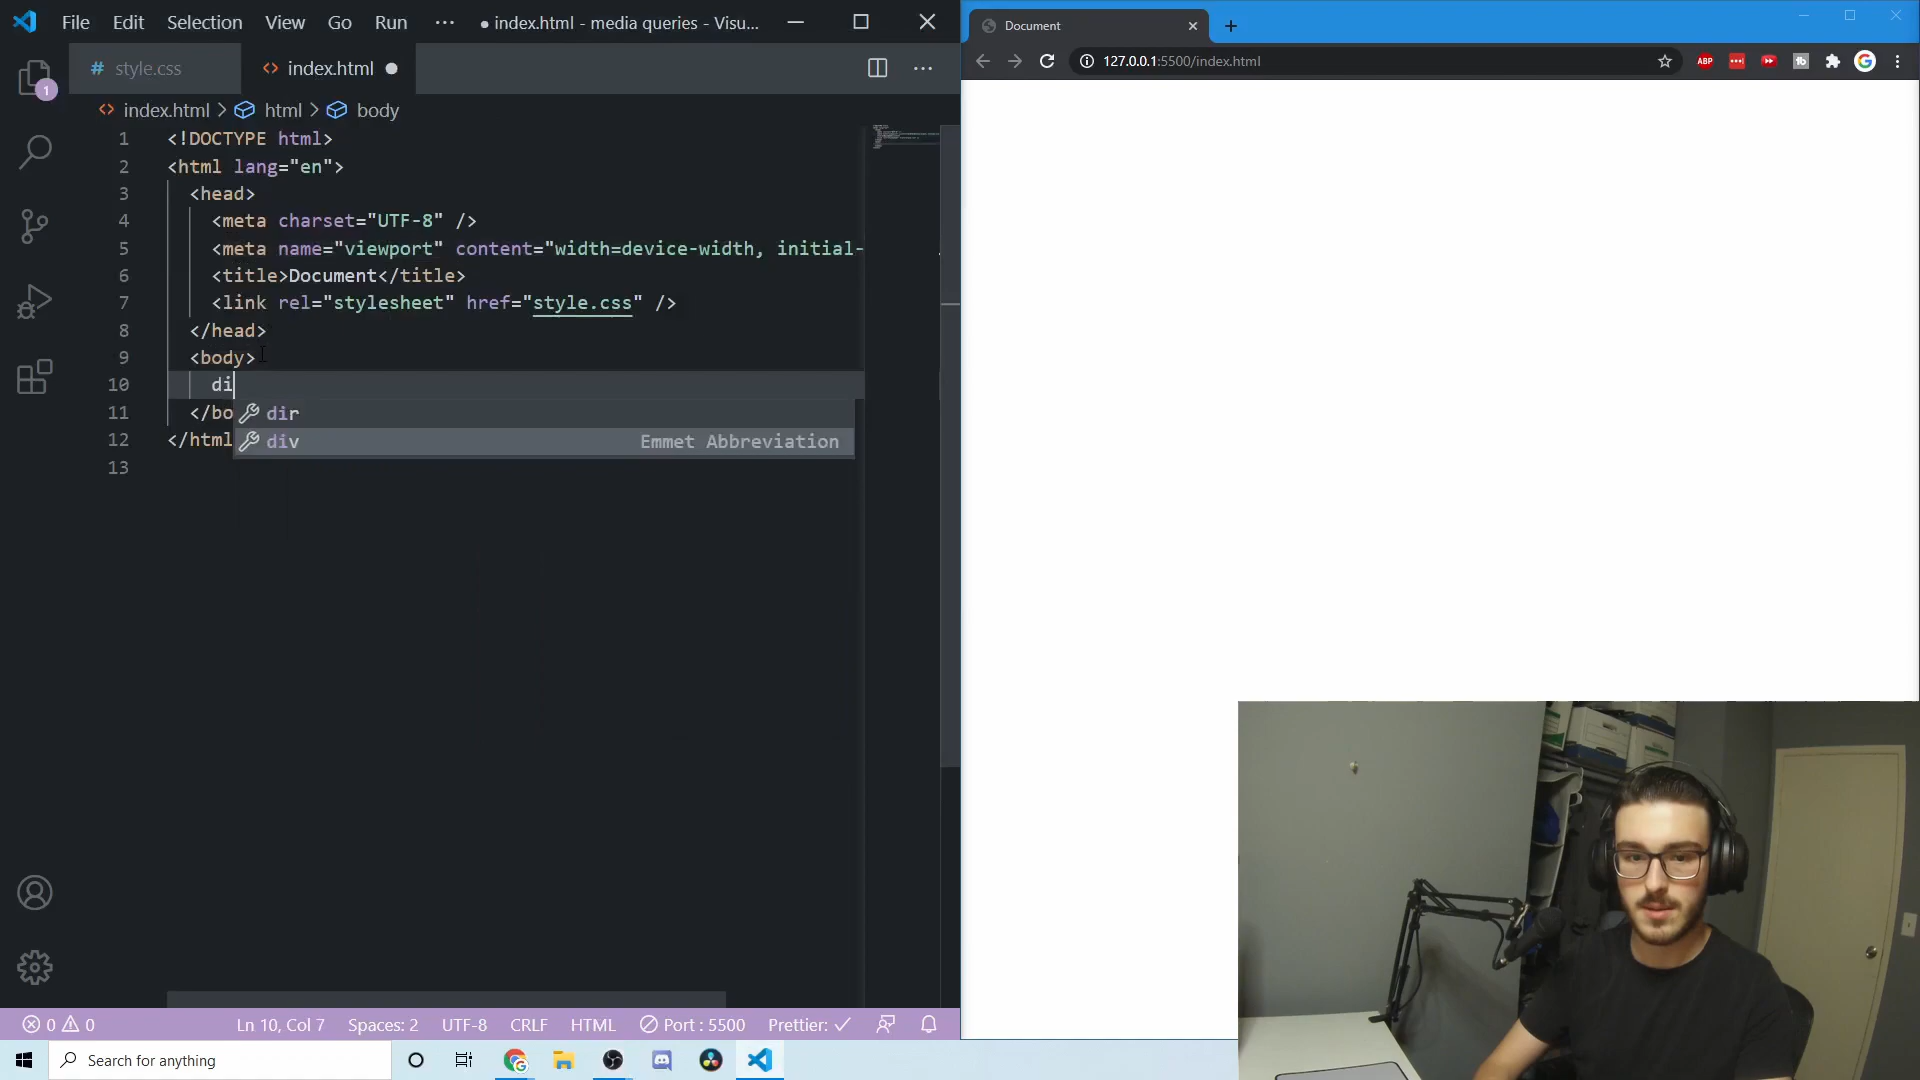 File Edit Selection View Go Run ··· ● index.html - media queries - Visu...
# style.css
<> index.html ●
<> index.html > html > body
1 <!DOCTYPE html>
2 <html lang="en">
3 <head>
4 <meta charset="UTF-8" />
5 <meta name="viewport" content="width=device-width, initial-
6 <title>Document</title>
7 <link rel="stylesheet" href="style.css" />
8 </head>
9 <body>
10 di
dir
11 </bo
div Emmet Abbreviation
12 </html
13
1
0 0 Ln 10, Col 7 Spaces: 2 UTF-8 CRLF HTML Port : 5500 Prettier: ✓
Search for anything
Document
127.0.0.1:5500/index.html
ABP